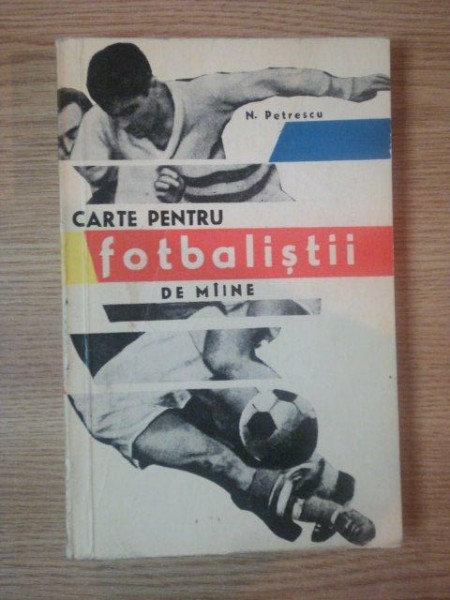 N. Petrescu
CARTE PENTRU
fotbaliștii
DE MÎINE